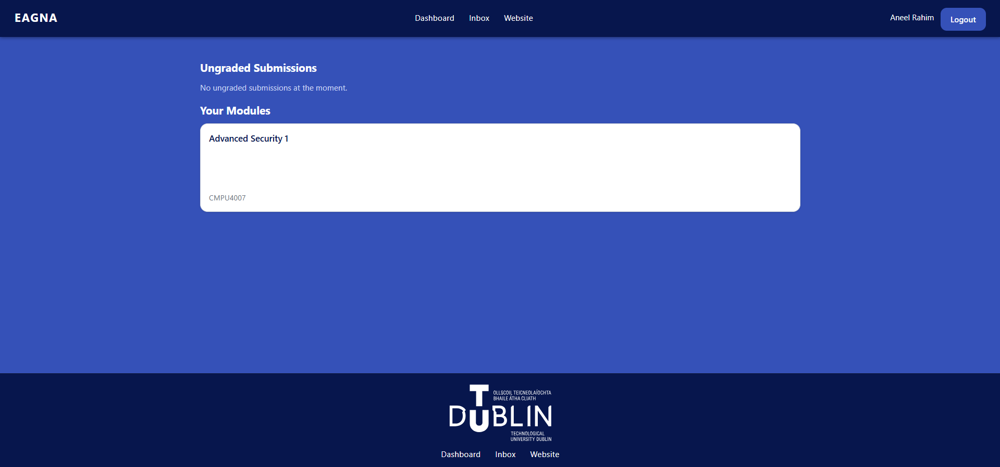 EAGNA
Dashboard Inbox Website
Aneel Rahim Logout
Ungraded Submissions
No ungraded submissions at the moment.
Your Modules
Advanced Security 1
CMPU4007
OLLSCOIL TEICNEOLAÍOCHTA
BHAILE ÁTHA CLIATH
TU DUBLIN
TECHNOLOGICAL
UNIVERSITY DUBLIN
Dashboard Inbox Website